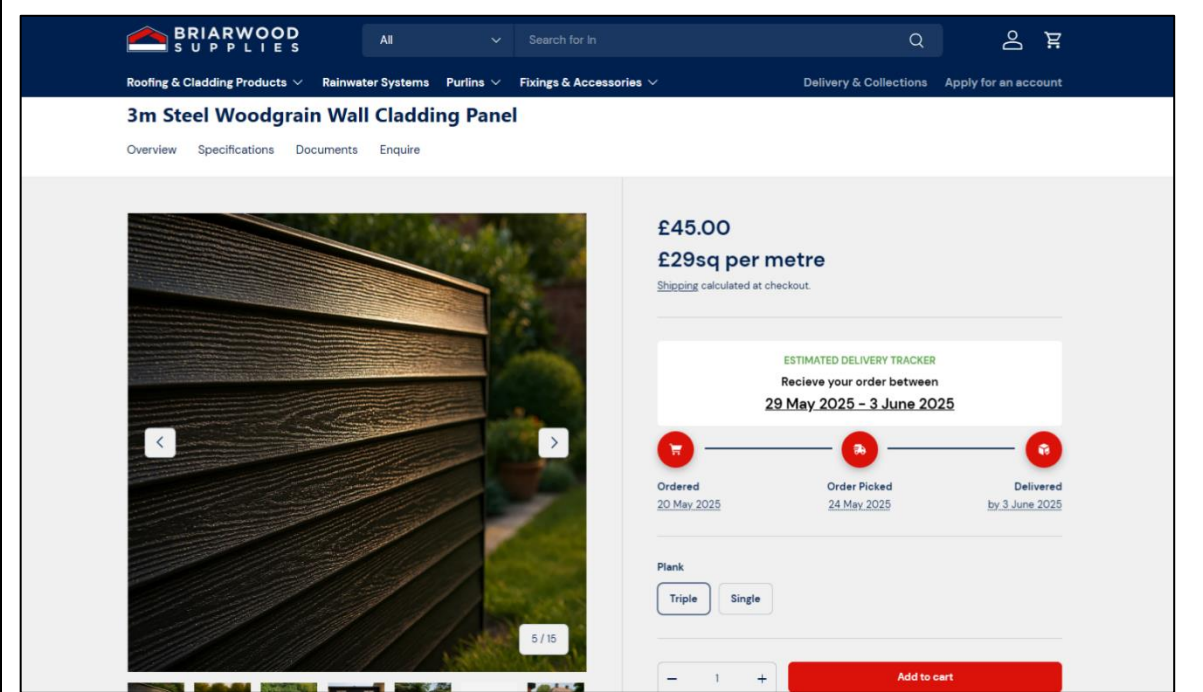 BRIARWOOD
SUPPLIES
All
Search for In
Roofing & Cladding Products
Rainwater Systems
Purlins
Fixings & Accessories
Delivery & Collections
Apply for an account
3m Steel Woodgrain Wall Cladding Panel
Overview
Specifications
Documents
Enquire
£45.00
£29sq per metre
Shipping calculated at checkout.
ESTIMATED DELIVERY TRACKER
Recieve your order between
29 May 2025 - 3 June 2025
Ordered
20 May 2025
Order Picked
24 May 2025
Delivered
by 3 June 2025
Plank
Triple
Single
5 / 15
− 1 +
Add to cart